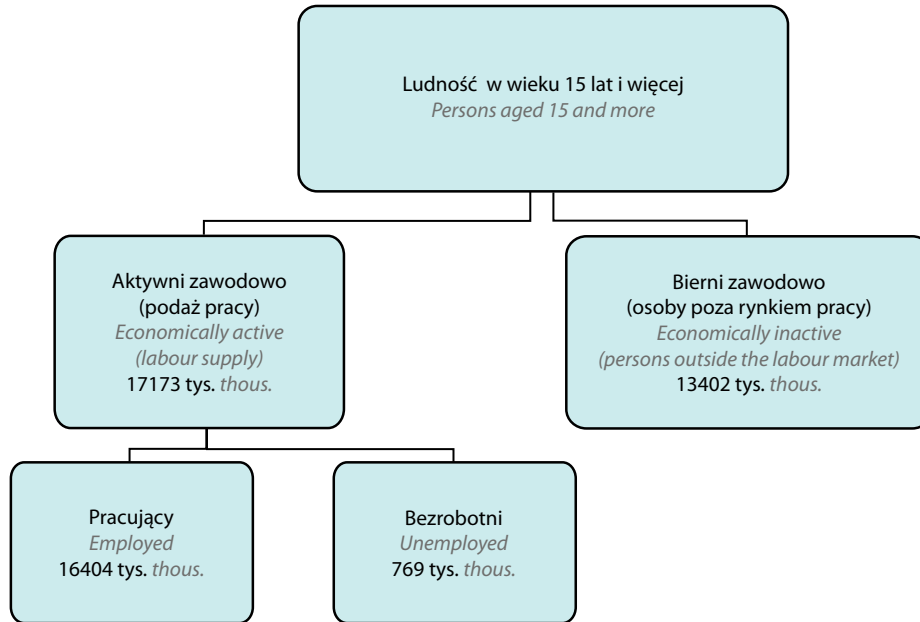 Ludność w wieku 15 lat i więcej
Persons aged 15 and more
Aktywni zawodowo
(podaż pracy)
Economically active
(labour supply)
17173 tys. thous.
Bierni zawodowo
(osoby poza rynkiem pracy)
Economically inactive
(persons outside the labour market)
13402 tys. thous.
Pracujący
Employed
16404 tys. thous.
Bezrobotni
Unemployed
769 tys. thous.